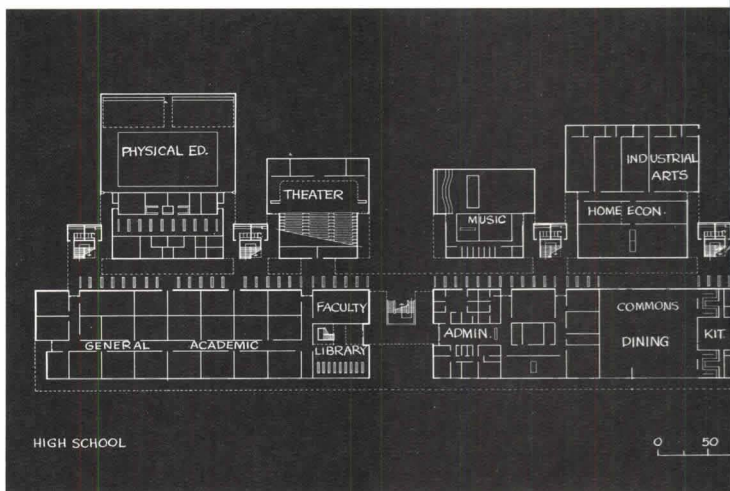 PHYSICAL ED.
THEATER
MUSIC
INDUSTRIAL
ARTS
HOME ECON.
GENERAL ACADEMIC
FACULTY
LIBRARY
ADMIN.
COMMONS
DINING
KIT.
HIGH SCHOOL
0 50